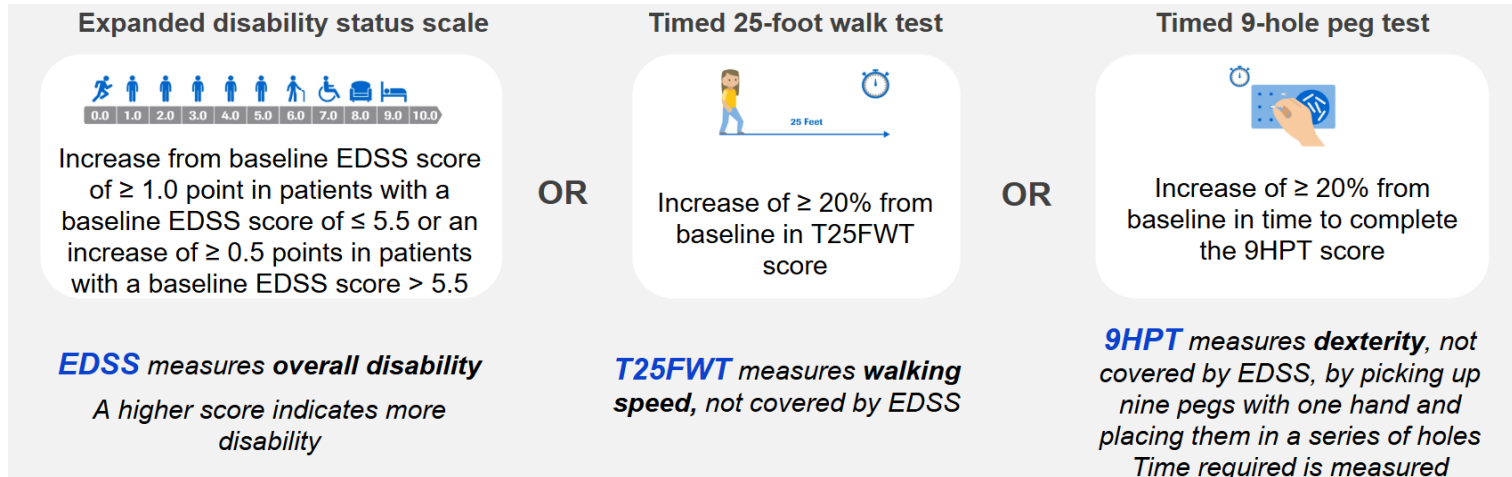 Expanded disability status scale
0.0 1.0 2.0 3.0 4.0 5.0 6.0 7.0 8.0 9.0 10.0
Increase from baseline EDSS score
of ≥ 1.0 point in patients with a
baseline EDSS score of ≤ 5.5 or an
increase of ≥ 0.5 points in patients
with a baseline EDSS score > 5.5
EDSS measures overall disability
A higher score indicates more
disability
OR
Timed 25-foot walk test
25 Feet
Increase of ≥ 20% from
baseline in T25FWT
score
T25FWT measures walking
speed, not covered by EDSS
OR
Timed 9-hole peg test
Increase of ≥ 20% from
baseline in time to complete
the 9HPT score
9HPT measures dexterity, not
covered by EDSS, by picking up
nine pegs with one hand and
placing them in a series of holes
Time required is measured